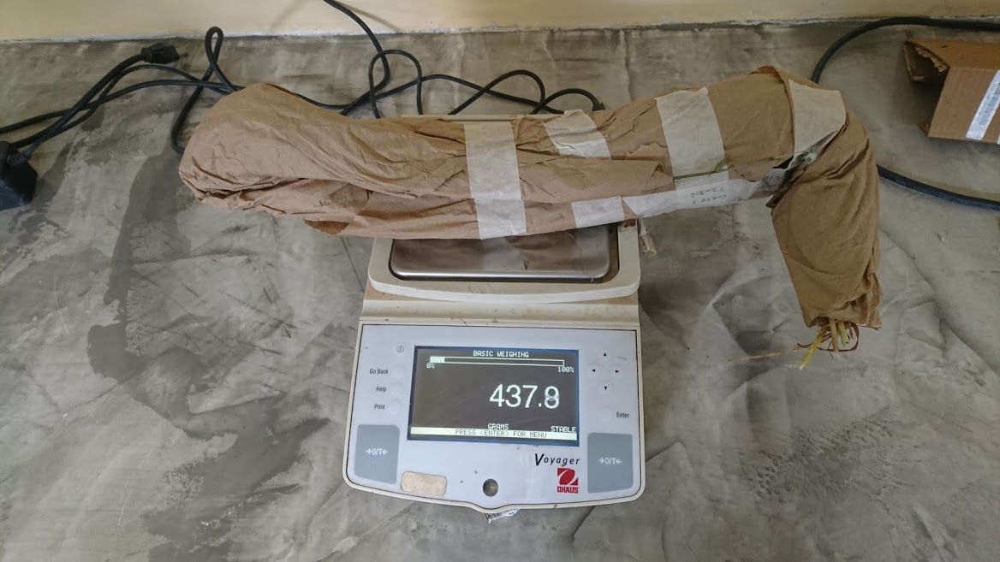 BASIC WEIGHING
0% 100%
437.8
GRAMS STABLE
PRESS (ENTER) FOR MENU
Go Back
Help
Print
Enter
→0/T←
→0/T←
Voyager
OHAUS